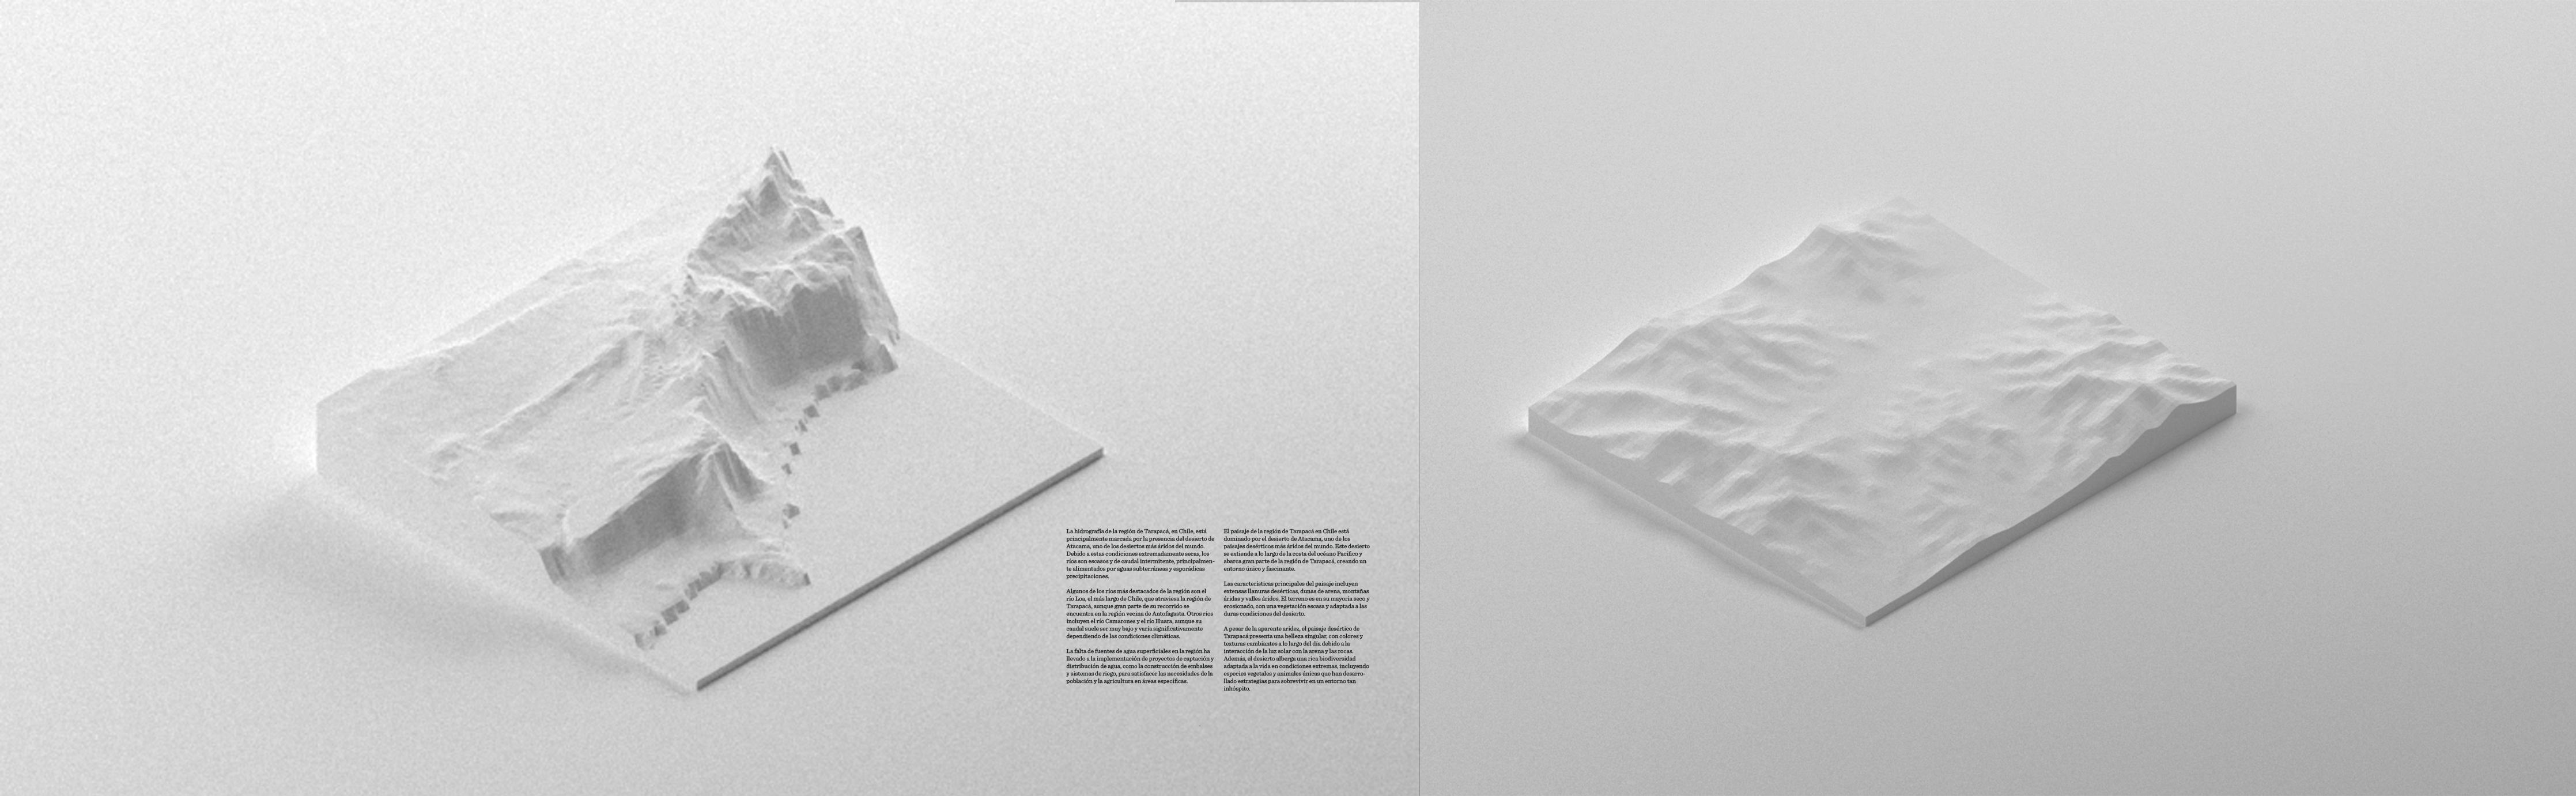 La hidrografía de la región de Tarapacá, en Chile, está
principalmente marcada por la presencia del desierto de
Atacama, uno de los desiertos más áridos del mundo.
Debido a estas condiciones extremadamente secas, los
ríos son escasos y de caudal intermitente, principalmen-
te alimentados por aguas subterráneas y esporádicas
precipitaciones.
Algunos de los ríos más destacados de la región son el
río Loa, el más largo de Chile, que atraviesa la región de
Tarapacá, aunque gran parte de su recorrido se
encuentra en la región vecina de Antofagasta. Otros ríos
incluyen el río Camarones y el río Huara, aunque su
caudal suele ser muy bajo y varía significativamente
dependiendo de las condiciones climáticas.
La falta de fuentes de agua superficiales en la región ha
llevado a la implementación de proyectos de captación y
distribución de agua, como la construcción de embalses
y sistemas de riego, para satisfacer las necesidades de la
población y la agricultura en áreas específicas.
El paisaje de la región de Tarapacá en Chile está
dominado por el desierto de Atacama, uno de los
paisajes desérticos más áridos del mundo. Este desierto
se extiende a lo largo de la costa del océano Pacífico y
abarca gran parte de la región de Tarapacá, creando un
entorno único y fascinante.
Las características principales del paisaje incluyen
extensas llanuras desérticas, dunas de arena, montañas
áridas y valles áridos. El terreno es en su mayoría seco y
erosionado, con una vegetación escasa y adaptada a las
duras condiciones del desierto.
A pesar de la aparente aridez, el paisaje desértico de
Tarapacá presenta una belleza singular, con colores y
texturas cambiantes a lo largo del día debido a la
interacción de la luz solar con la arena y las rocas.
Además, el desierto alberga una rica biodiversidad
adaptada a la vida en condiciones extremas, incluyendo
especies vegetales y animales únicas que han desarro-
llado estrategias para sobrevivir en un entorno tan
inhóspito.